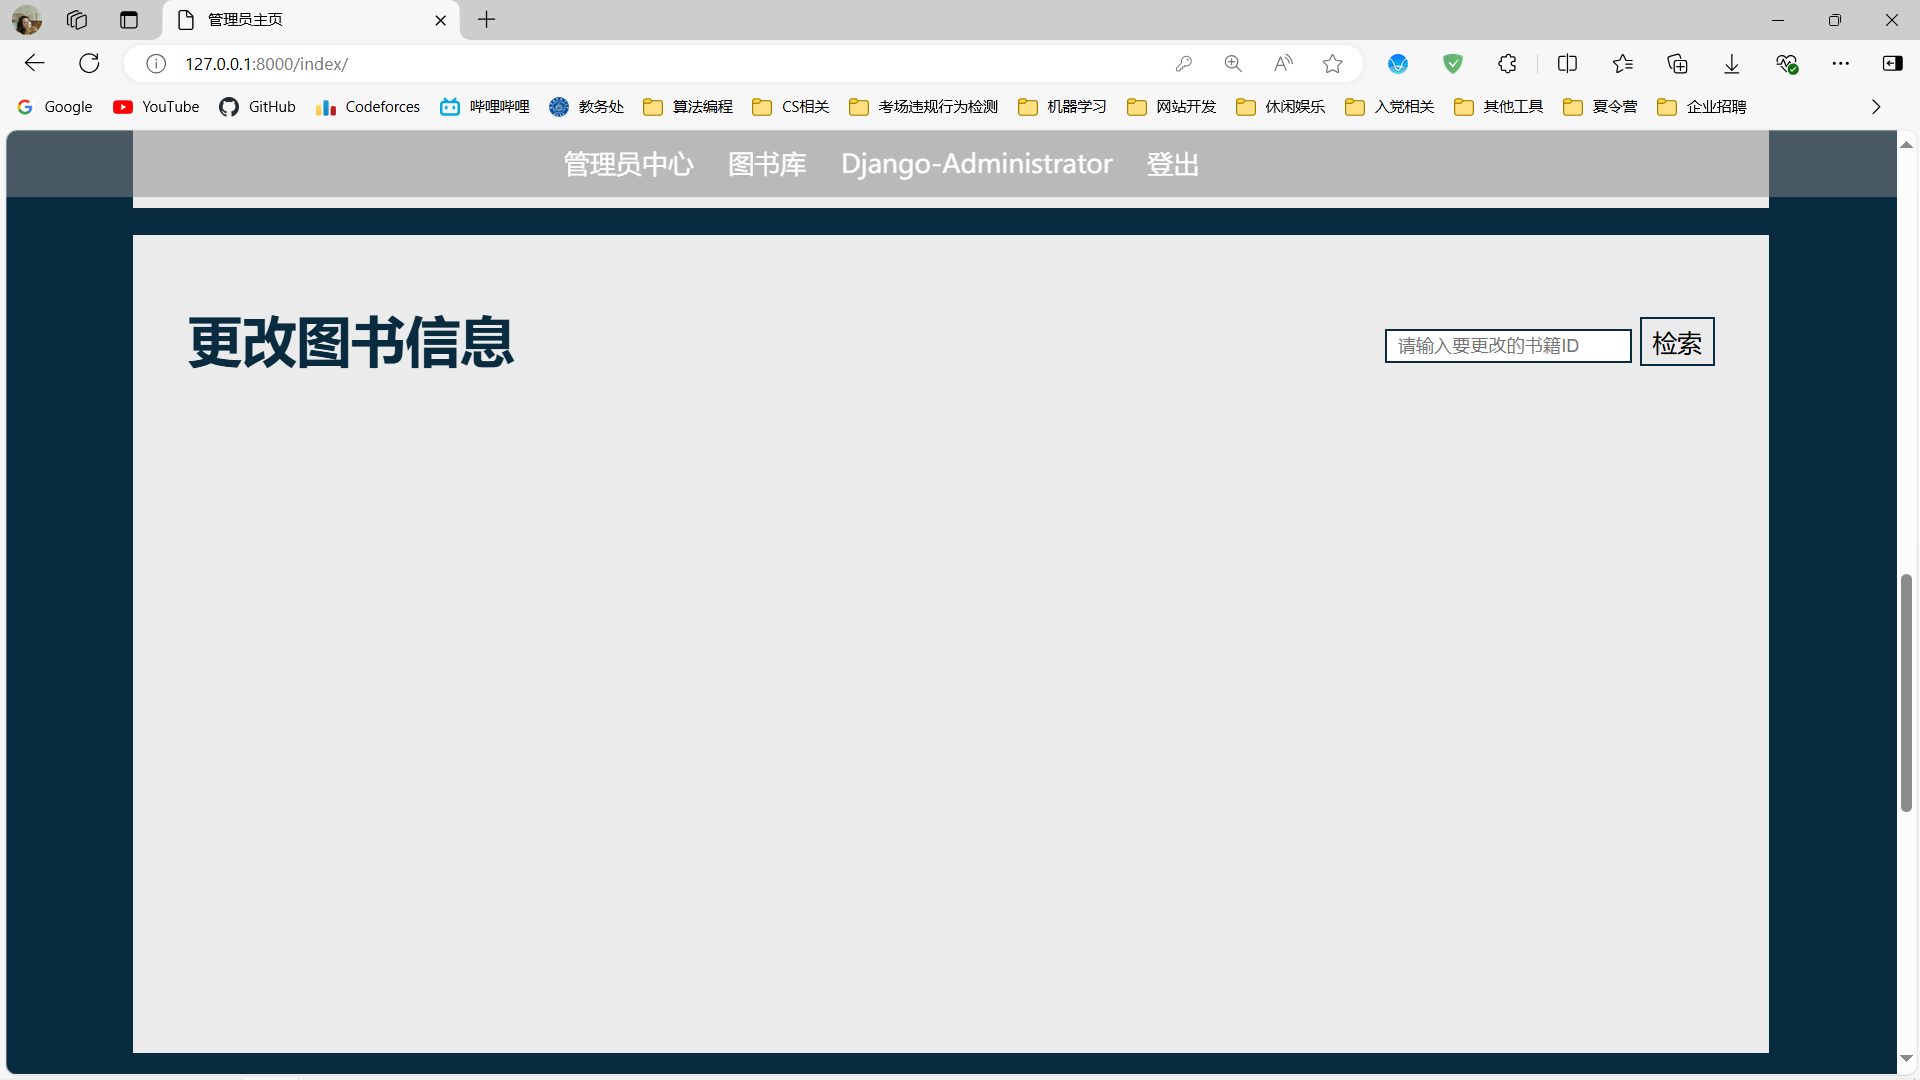 管理员主页
127.0.0.1:8000/index/
Google YouTube GitHub Codeforces 哔哩哔哩 教务处 算法编程 CS相关 考场违规行为检测 机器学习 网站开发 休闲娱乐 入党相关 其他工具 夏令营 企业招聘
管理员中心 图书库 Django-Administrator 登出
更改图书信息 请输入要更改的书籍ID 检索